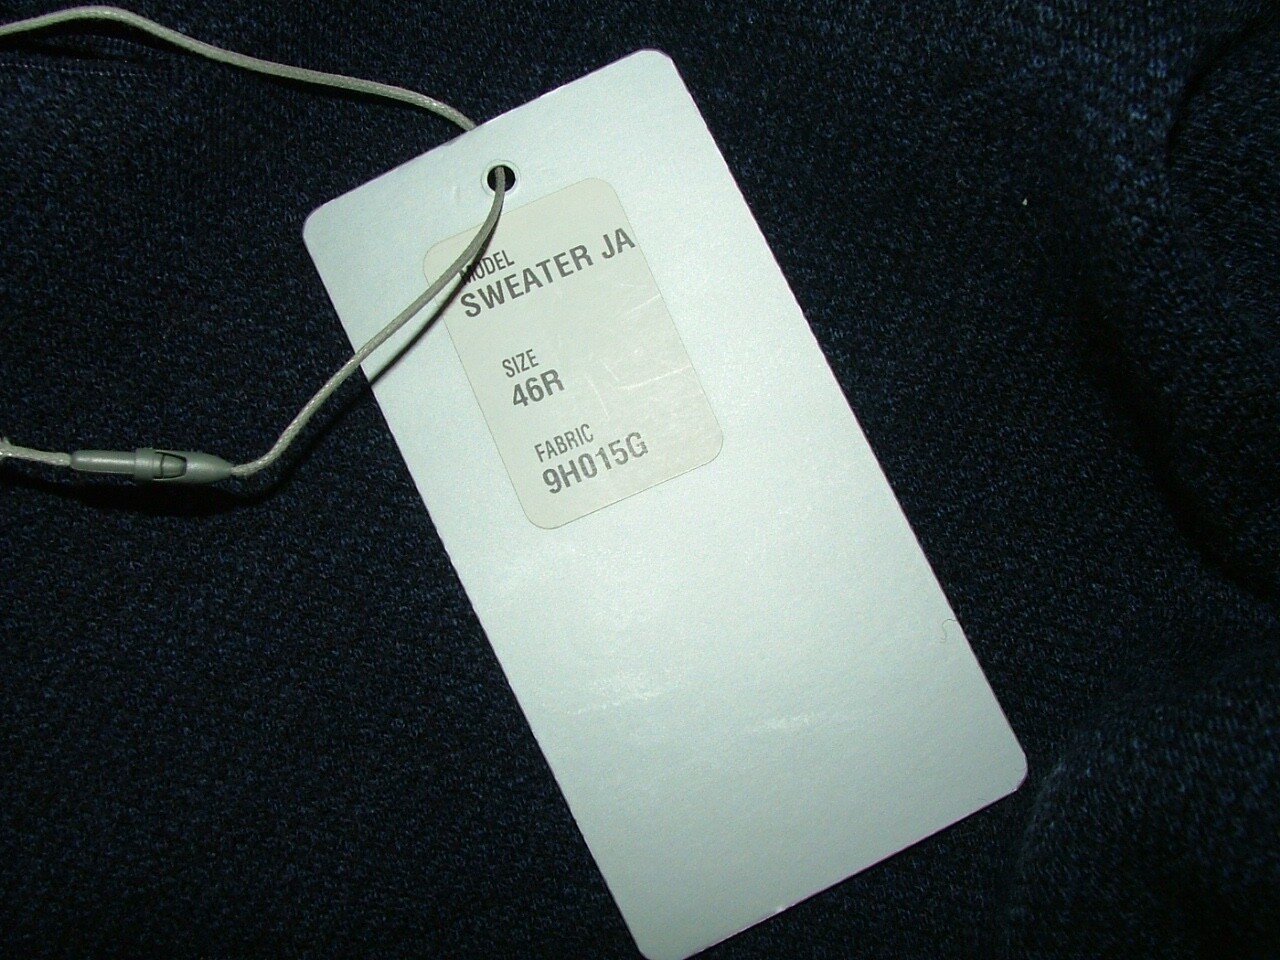 MODEL
SWEATER JA
SIZE
46R
FABRIC
9H015G